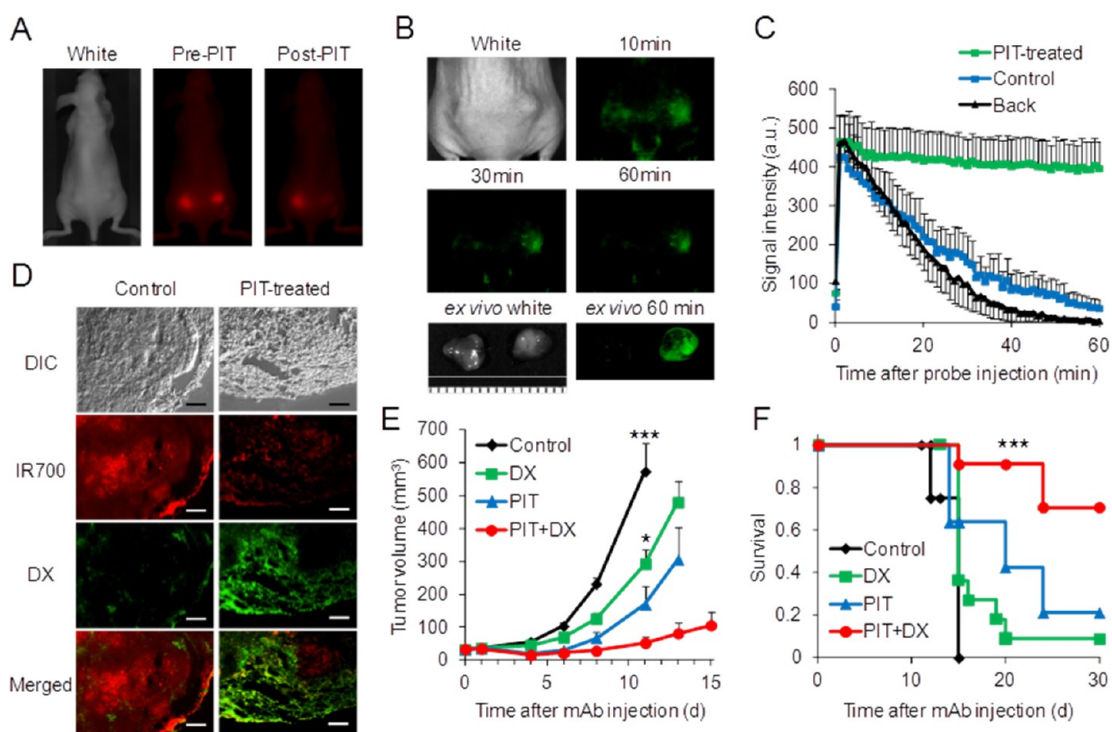 A
White Pre-PIT Post-PIT
B
White 10min
30min 60min
ex vivo white ex vivo 60 min
C
PIT-treated
Control
Back
Signal intensity (a.u.)
600
500
400
300
200
100
0
0 20 40 60
Time after probe injection (min)
D
Control PIT-treated
DIC
IR700
DX
Merged
E
Control
DX
PIT
PIT+DX
***
*
Tumor volume (mm³)
700
600
500
400
300
200
100
0
0 5 10 15
Time after mAb injection (d)
F
***
Control
DX
PIT
PIT+DX
Survival
1
0.8
0.6
0.4
0.2
0
0 10 20 30
Time after mAb injection (d)